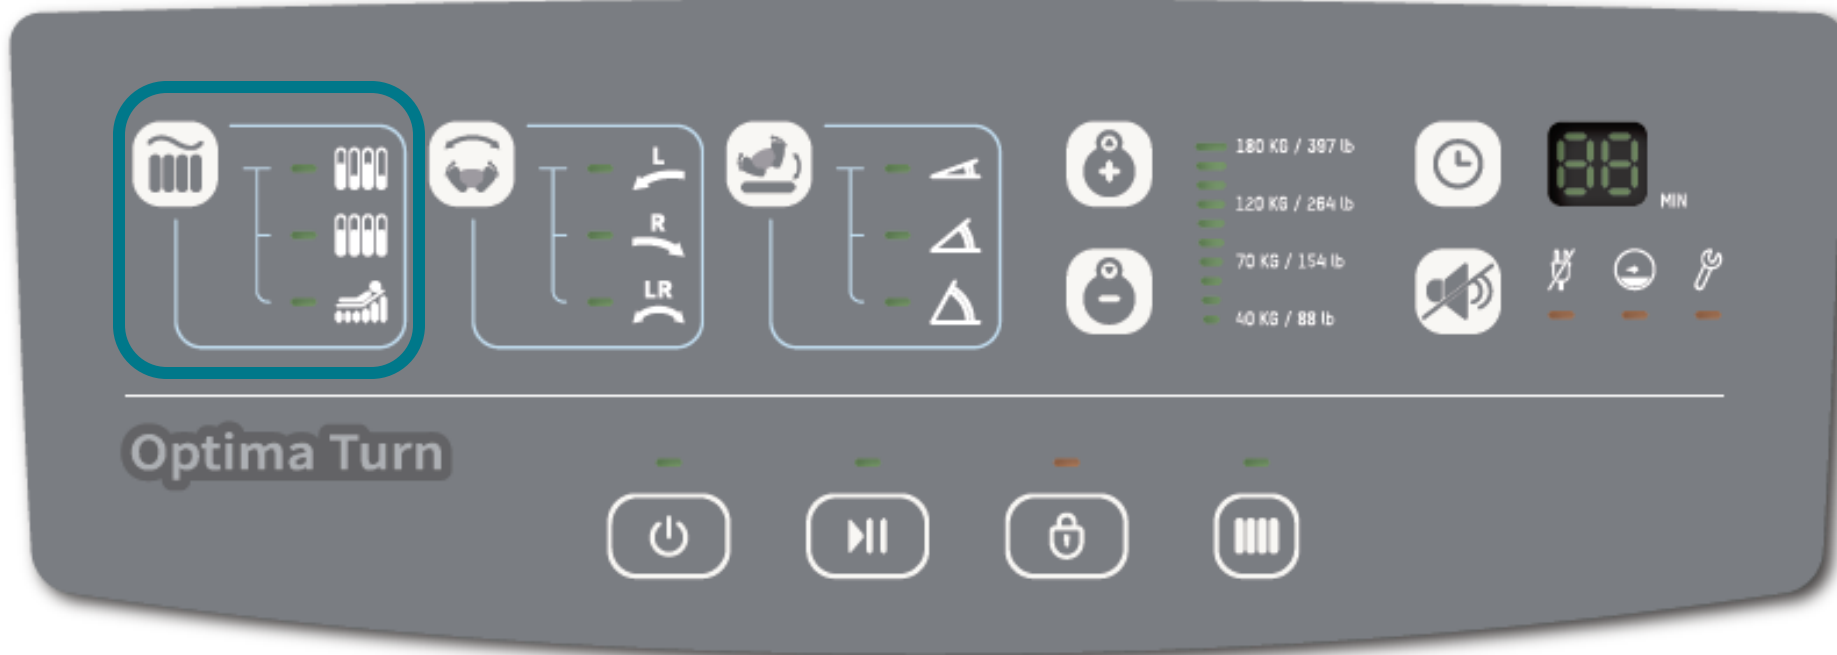 L
R
LR
180 KG / 397 lb
120 KG / 264 lb
70 KG / 154 lb
40 KG / 88 lb
88
MIN
Optima Turn